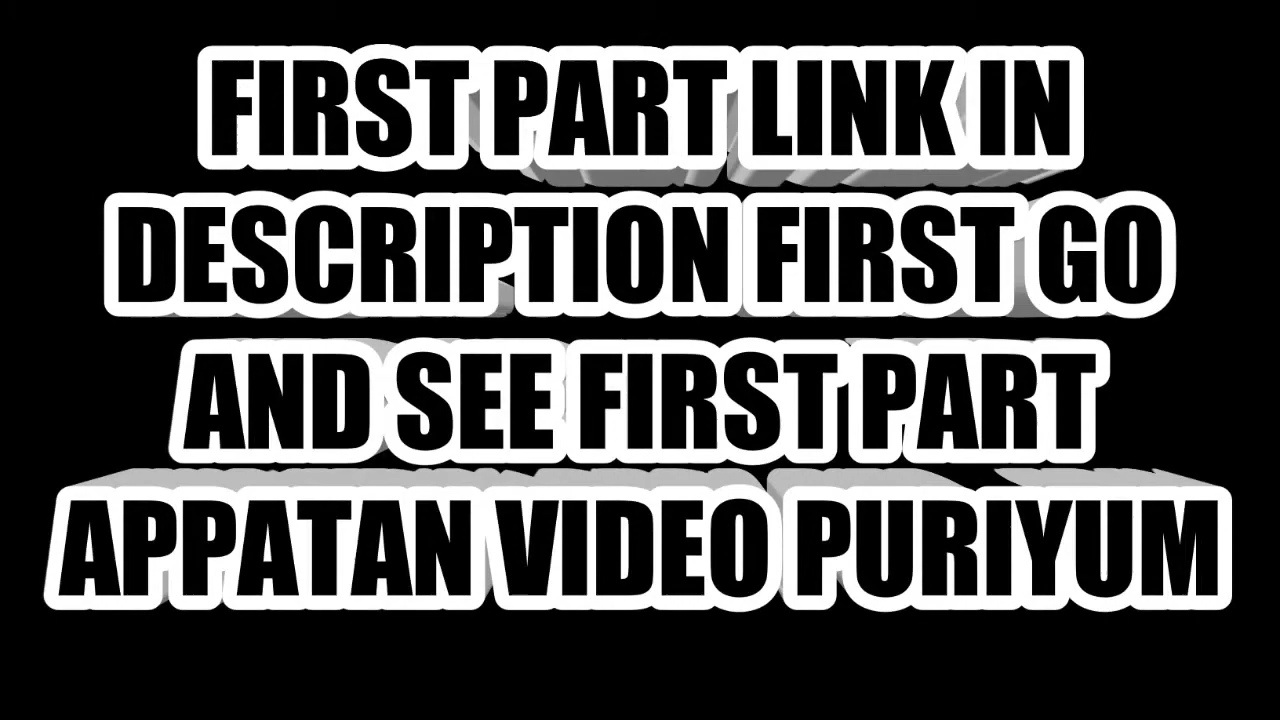 FIRST PART LINK IN
DESCRIPTION FIRST GO
AND SEE FIRST PART
APPATAN VIDEO PURIYUM